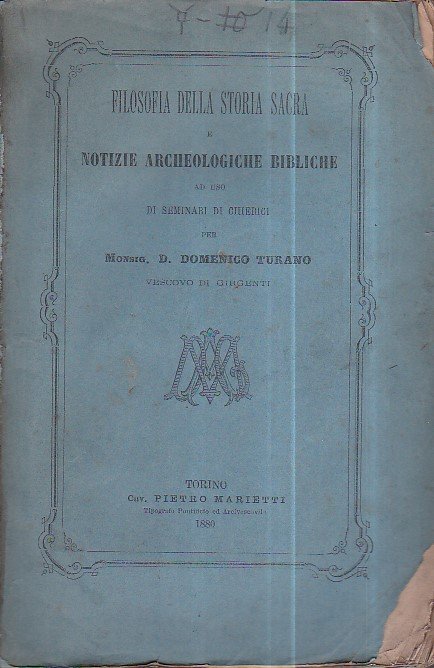 7-10 14
FILOSOFIA DELLA STORIA SACRA
E
NOTIZIE ARCHEOLOGICHE BIBLICHE
AD USO
DI SEMINARI DI CHIERICI
PER
MONSIG. D. DOMENICO TURANO
VESCOVO DI GIRGENTI
TORINO
CAV. PIETRO MARIETTI
Tipografo Pontificio ed Arcivescovile
1880